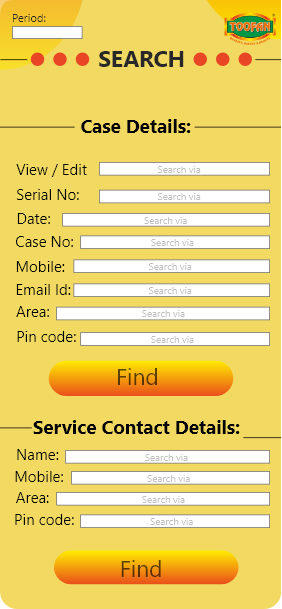 Period:
TOOFAN
SEARCH
Case Details:
View / Edit Search via
Serial No: Search via
Date: Search via
Case No: Search via
Mobile: Search via
Email Id: Search via
Area: Search via
Pin code: Search via
Find
Service Contact Details:
Name: Search via
Mobile: Search via
Area: Search via
Pin code: Search via
Find